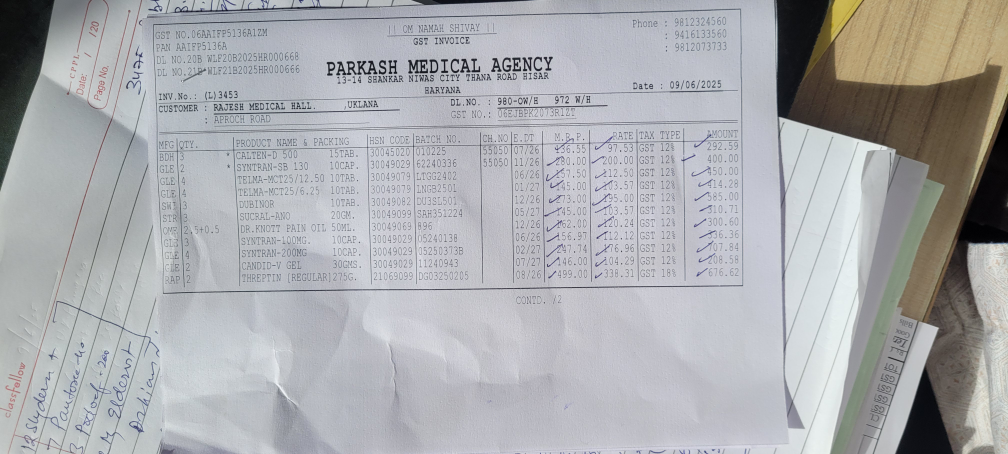 GST NO.06AAIFP5136A1ZM
PAN AAIFP5136A
DL NO.20B WLF20B2025HR000668
DL NO.21B WLF21B2025HR000666
|| OM NAMAH SHIVAY ||
GST INVOICE
Phone : 9812324560
: 9416133560
: 9812073733
PARKASH MEDICAL AGENCY
13-14 SHANKAR NIWAS CITY THANA ROAD HISAR
HARYANA
INV.No.: (L)3453
Date : 09/06/2025
CUSTOMER : RAJESH MEDICAL HALL. ,UKLANA
DL.NO. : 980-OW/H 972 W/H
: APROCH ROAD
GST NO.: 06EJBPK2073R1ZT
MFG QTY. PRODUCT NAME & PACKING HSN CODE BATCH NO. CH.NO E.DT M.R.P. RATE TAX TYPE AMOUNT
BDH 3 * CALTEN-D 500 15TAB. 30045020 010225 55050 07/26 136.55 97.53 GST 12% 292.59
GLE 2 * SYNTRAN-SB 130 10CAP. 30049029 62240336 55050 11/26 280.00 200.00 GST 12% 400.00
GLE 4 TELMA-MCT25/12.50 10TAB. 30049079 LTGG2402 06/26 157.50 112.50 GST 12% 450.00
GLE 4 TELMA-MCT25/6.25 10TAB. 30049079 LNGB2501 01/27 145.00 103.57 GST 12% 414.28
3 DUBINOR 10TAB. 30049082 DU3SL501 12/26 273.00 195.00 GST 12% 585.00
STR 3 SUCRAL-ANO 20GM. 30049099 SAH351224 05/27 145.00 103.57 GST 12% 310.71
2.5+0.5 DR.KNOTT PAIN OIL 50ML. 30049069 896 12/26 162.00 120.24 GST 12% 300.60
GLE 3 SYNTRAN-100MG. 10CAP. 30049029 05240138 06/26 156.97 112.12 GST 12% 336.36
GLE 4 SYNTRAN-200MG 10CAP. 30049029 05250373B 02/27 247.74 176.96 GST 12% 707.84
GLE 2 CANDID-V GEL 30GMS. 30049029 11240943 07/27 146.00 104.29 GST 12% 208.58
RAP 2 THREPTIN [REGULAR]275G. 21069099 DG03250205 08/26 499.00 338.31 GST 18% 676.62
CONTD. /2
CPPL
Date: / / 120
Page No.
classfollow